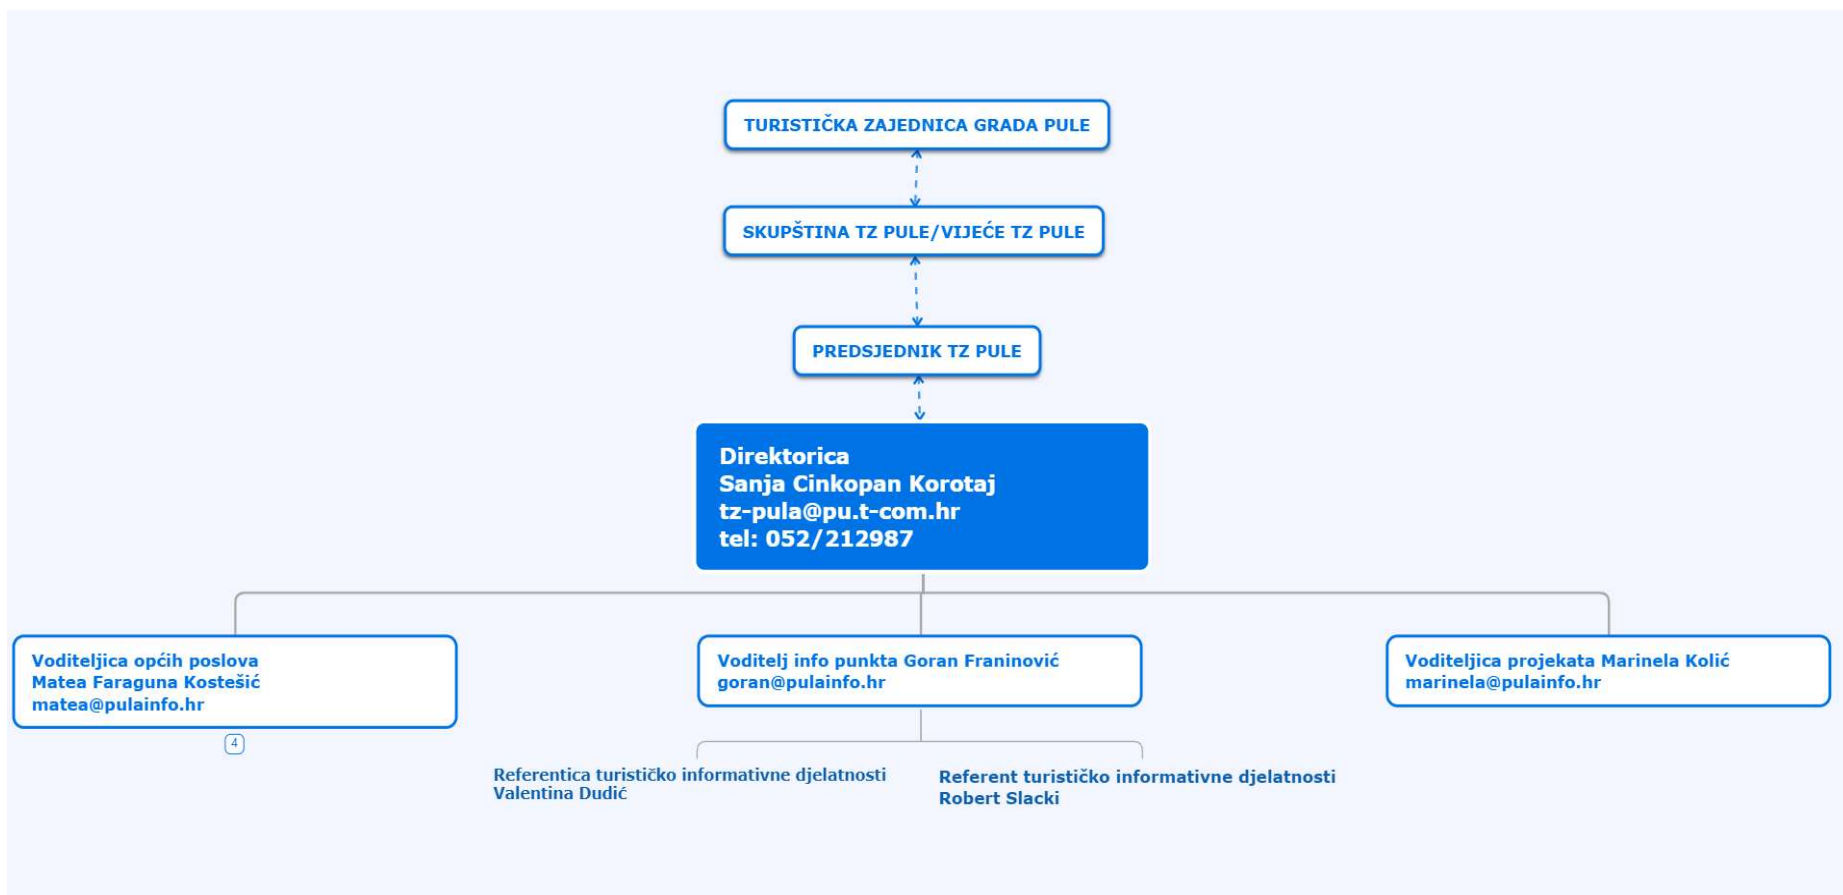 TURISTIČKA ZAJEDNICA GRADA PULE
SKUPŠTINA TZ PULE/VIJEĆE TZ PULE
PREDSJEDNIK TZ PULE
Direktorica
Sanja Cinkopan Korotaj
tz-pula@pu.t-com.hr
tel: 052/212987
Voditeljica općih poslova
Matea Faraguna Kostešić
matea@pulainfo.hr
4
Voditelj info punkta Goran Franinović
goran@pulainfo.hr
Referentica turističko informativne djelatnosti
Valentina Dudić
Referent turističko informativne djelatnosti
Robert Slacki
Voditeljica projekata Marinela Kolić
marinela@pulainfo.hr